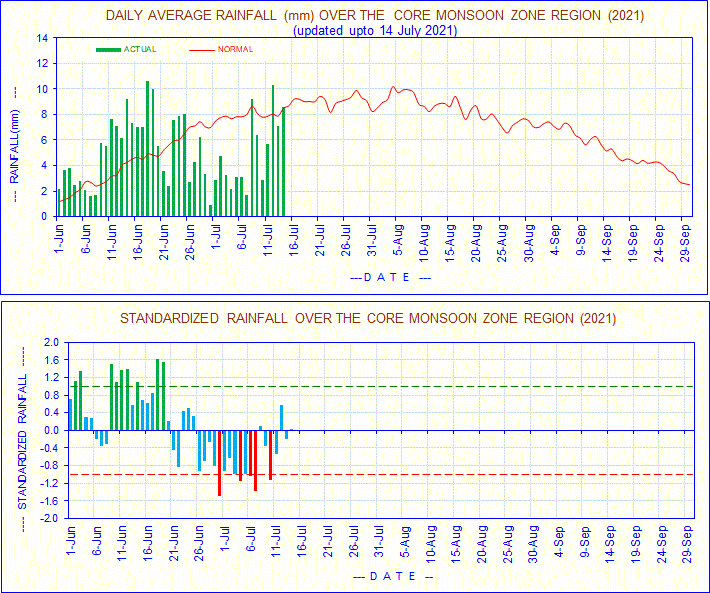 DAILY AVERAGE RAINFALL (mm) OVER THE CORE MONSOON ZONE REGION (2021)
(updated upto 14 July 2021)
ACTUAL NORMAL
--- RAINFALL(mm) ---
14
12
10
8
6
4
2
0
1-Jun 6-Jun 11-Jun 16-Jun 21-Jun 26-Jun 1-Jul 6-Jul 11-Jul 16-Jul 21-Jul 26-Jul 31-Jul 5-Aug 10-Aug 15-Aug 20-Aug 25-Aug 30-Aug 4-Sep 9-Sep 14-Sep 19-Sep 24-Sep 29-Sep
--- D A T E ---
STANDARDIZED RAINFALL OVER THE CORE MONSOON ZONE REGION (2021)
---- STANDARDIZED RAINFALL -----
2.0
1.6
1.2
0.8
0.4
0.0
-0.4
-0.8
-1.2
-1.6
-2.0
1-Jun 6-Jun 11-Jun 16-Jun 21-Jun 26-Jun 1-Jul 6-Jul 11-Jul 16-Jul 21-Jul 26-Jul 31-Jul 5-Aug 10-Aug 15-Aug 20-Aug 25-Aug 30-Aug 4-Sep 9-Sep 14-Sep 19-Sep 24-Sep 29-Sep
--- D A T E --